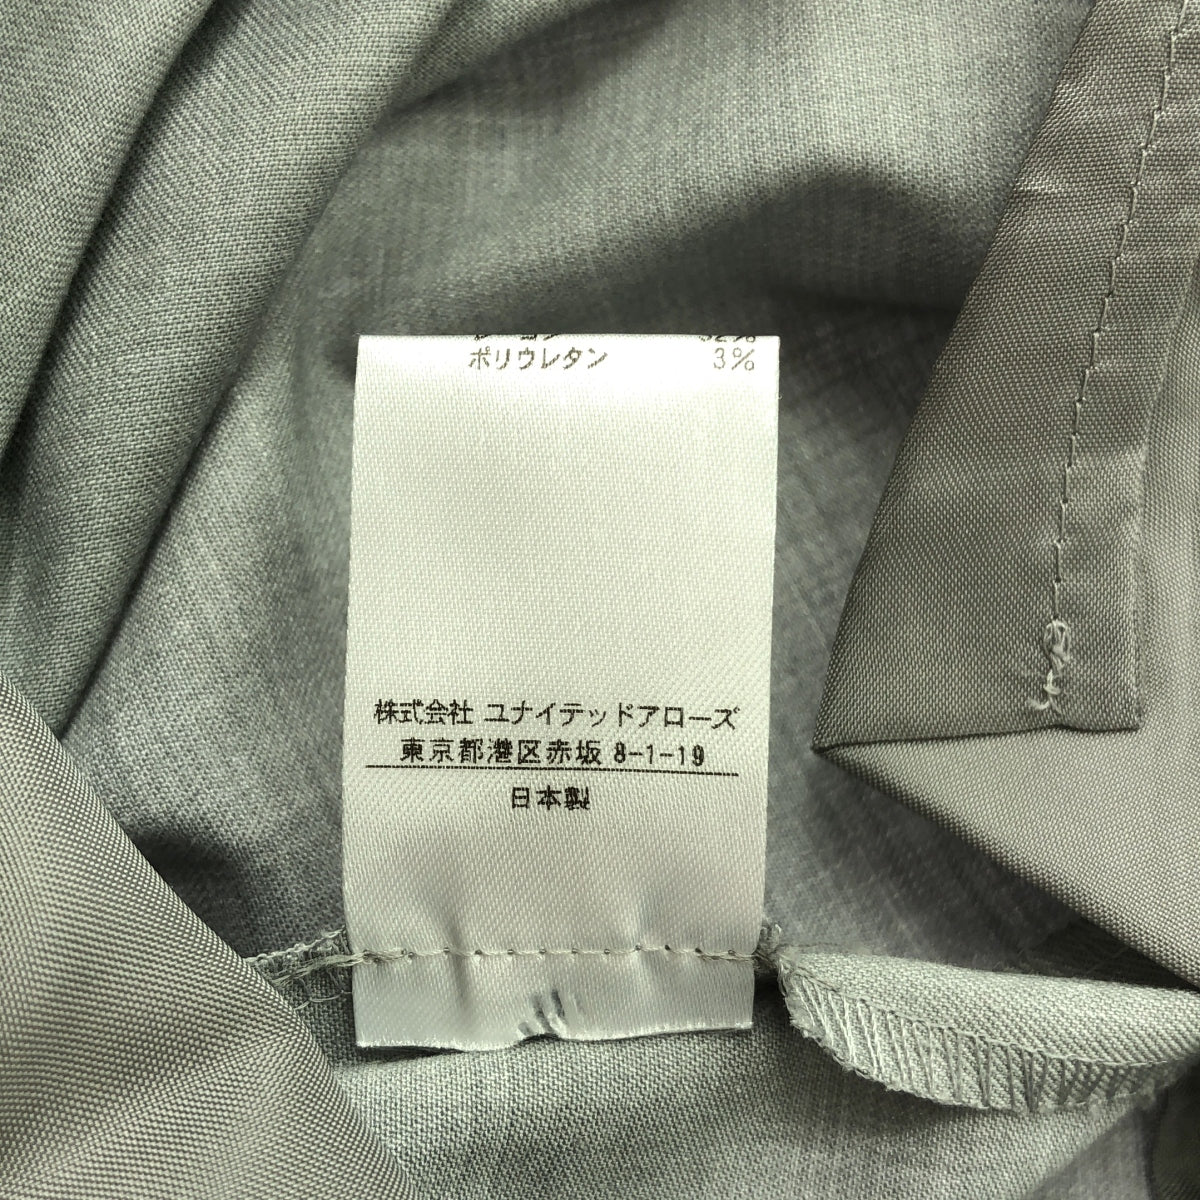 ポリウレタン 3%
株式会社 ユナイテッドアローズ
東京都港区赤坂 8-1-19
日本製